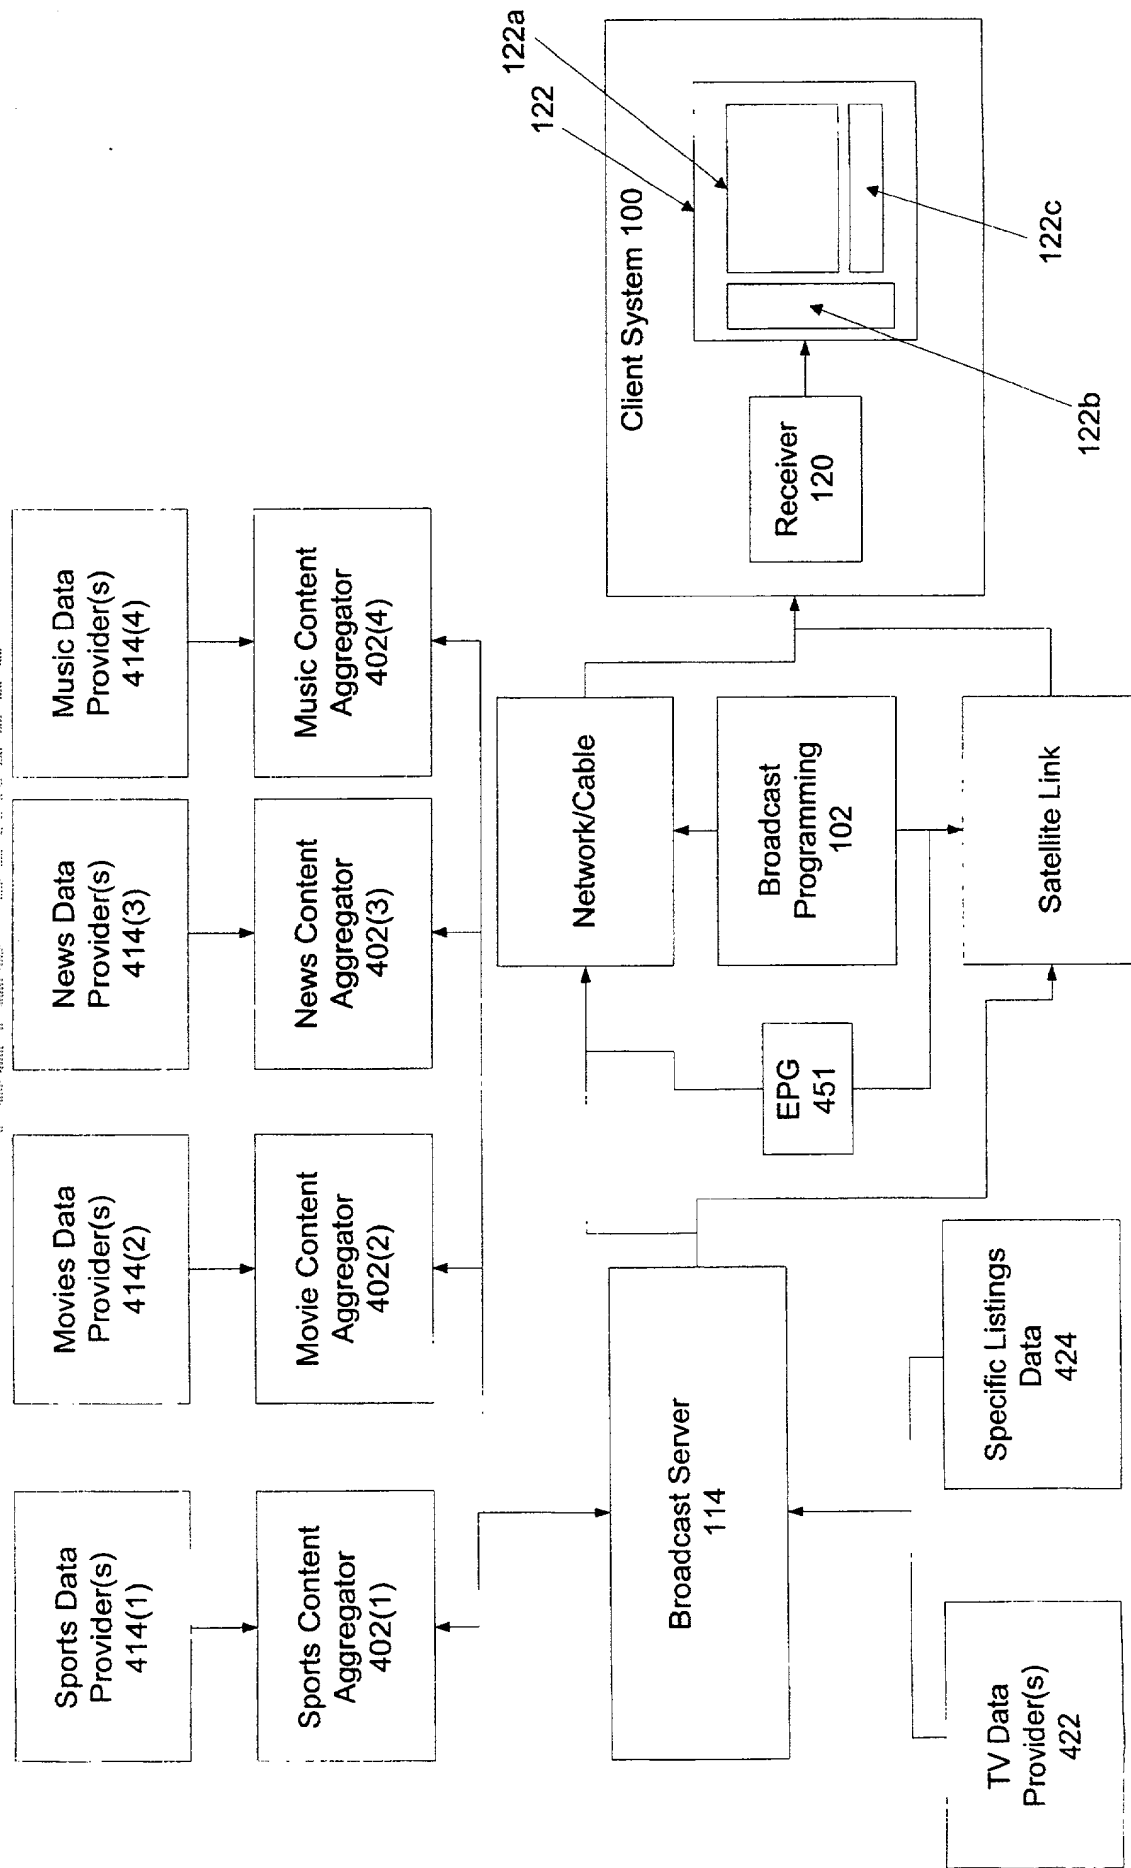 Sports Data
Provider(s)
414(1)
Movies Data
Provider(s)
414(2)
News Data
Provider(s)
414(3)
Music Data
Provider(s)
414(4)
Sports Content
Aggregator
402(1)
Movie Content
Aggregator
402(2)
News Content
Aggregator
402(3)
Music Content
Aggregator
402(4)
Broadcast Server
114
Network/Cable
Broadcast
Programming
102
EPG
451
Satellite Link
TV Data
Provider(s)
422
Specific Listings
Data
424
Client System 100
Receiver
120
122
122a
122b
122c